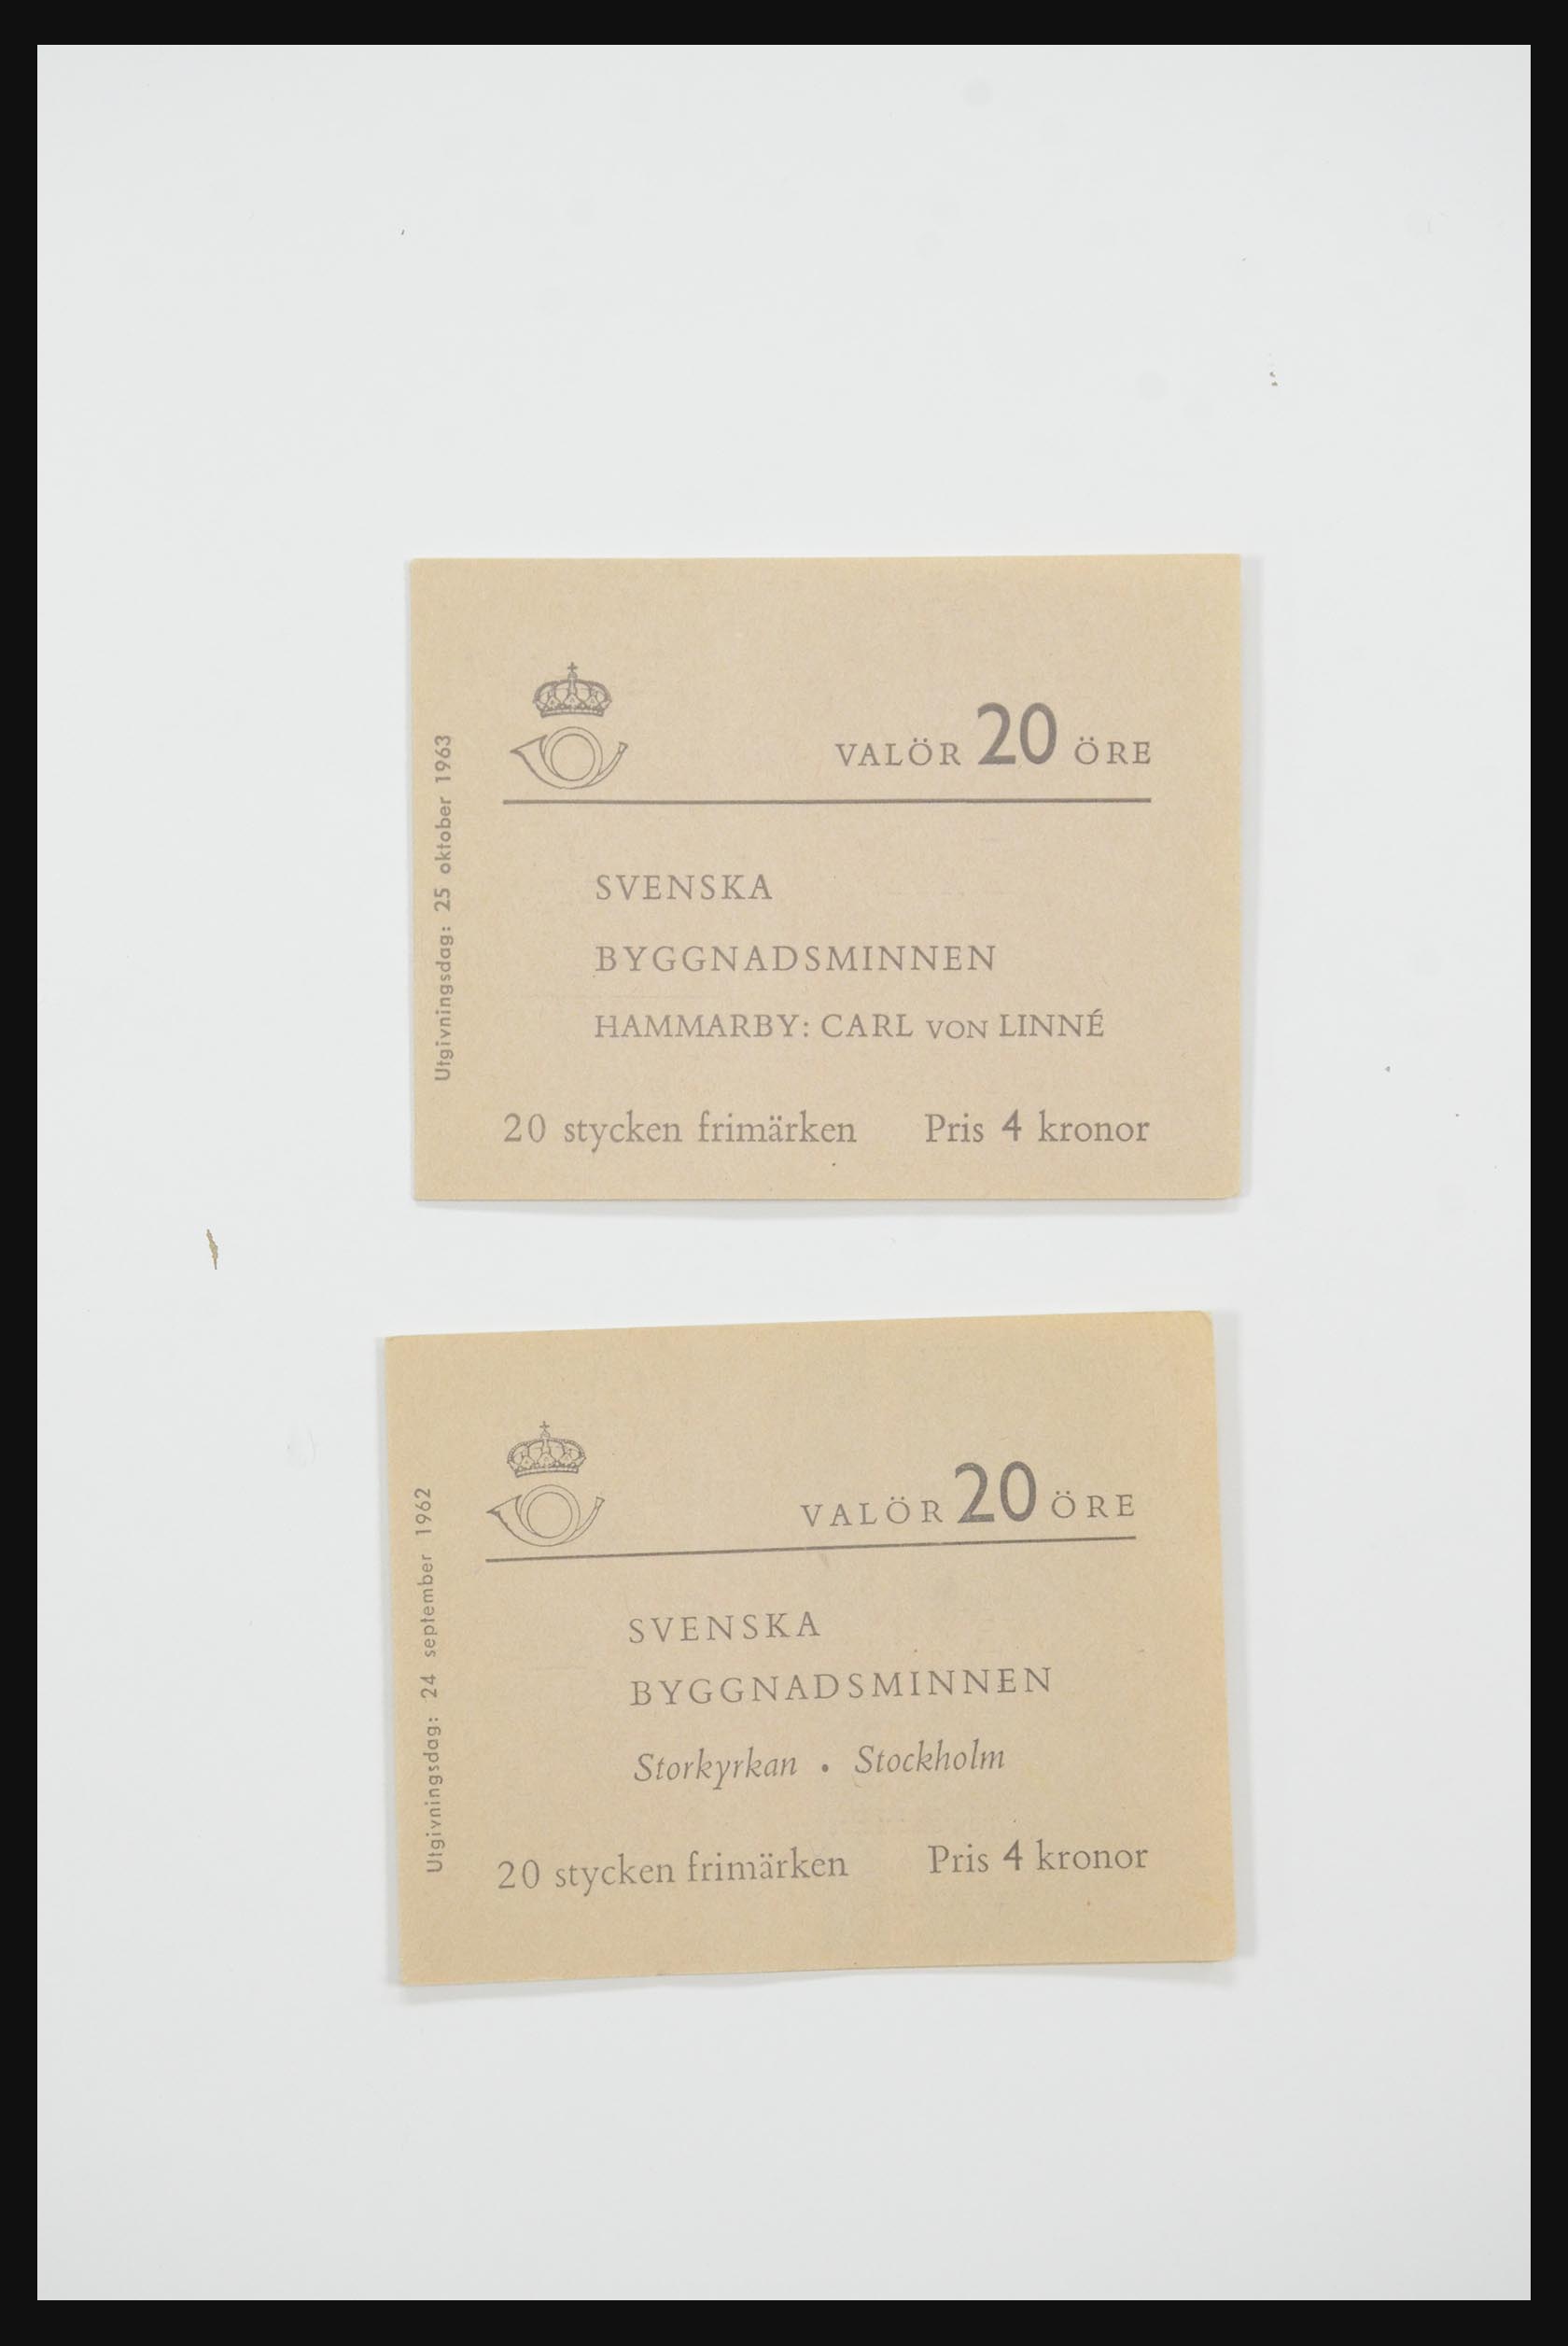 Utgivningsdag: 25 oktober 1963
VALÖR 20 ÖRE
SVENSKA
BYGGNADSMINNEN
HAMMARBY: CARL VON LINNÉ
20 stycken frimärken Pris 4 kronor
Utgivningsdag: 24 september 1962
VALÖR 20 ÖRE
SVENSKA
BYGGNADSMINNEN
Storkyrkan • Stockholm
20 stycken frimärken Pris 4 kronor